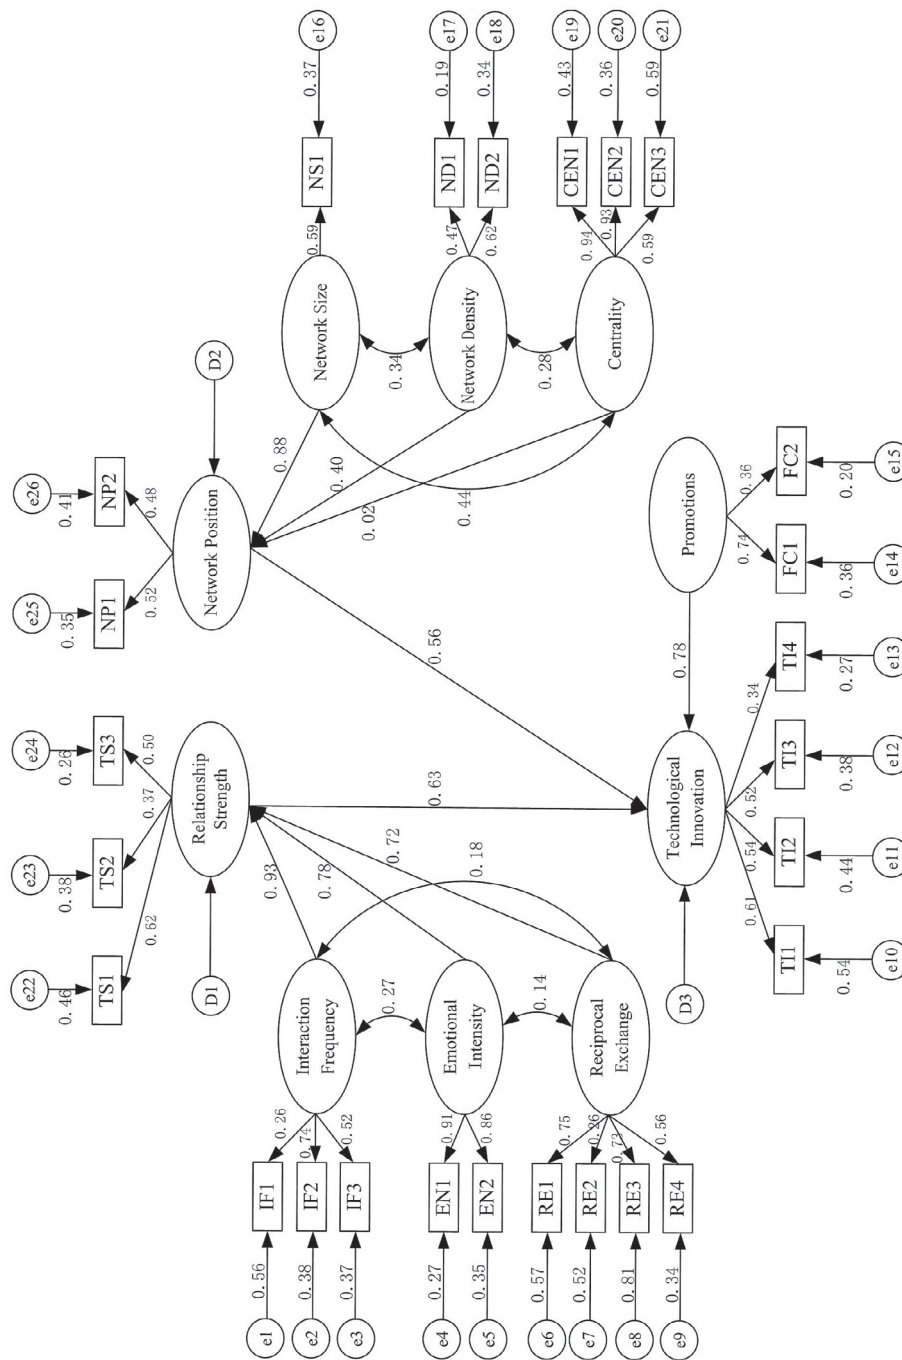 e22
e23
e24
e25
e26
0.46
0.38
0.26
0.35
0.41
TS1
TS2
TS3
NP1
NP2
0.62
0.37
0.50
0.52
0.48
D1
Relationship
Strength
Network Position
D2
e1
0.56
IF1
0.26
e2
0.38
IF2
0.74
e3
0.37
IF3
0.52
Interaction
Frequency
0.93
0.27
e4
0.27
EN1
0.91
e5
0.35
EN2
0.86
Emotional
Intensity
0.78
0.14
e6
0.57
RE1
0.75
e7
0.52
RE2
0.26
e8
0.81
RE3
0.73
e9
0.34
RE4
0.56
Reciprocal
Exchange
0.72
0.18
0.63
0.56
0.88
0.40
0.02
0.44
Network Size
0.59
NS1
0.37
e16
0.34
Network Density
0.47
ND1
0.19
e17
0.62
ND2
0.34
e18
0.28
Centrality
0.94
CEN1
0.43
e19
0.93
CEN2
0.36
e20
0.59
CEN3
0.59
e21
D3
Technological
Innovation
0.78
Promotions
0.61
0.54
0.52
0.34
0.74
0.36
TI1
TI2
TI3
TI4
FC1
FC2
0.54
0.44
0.38
0.27
0.36
0.20
e10
e11
e12
e13
e14
e15